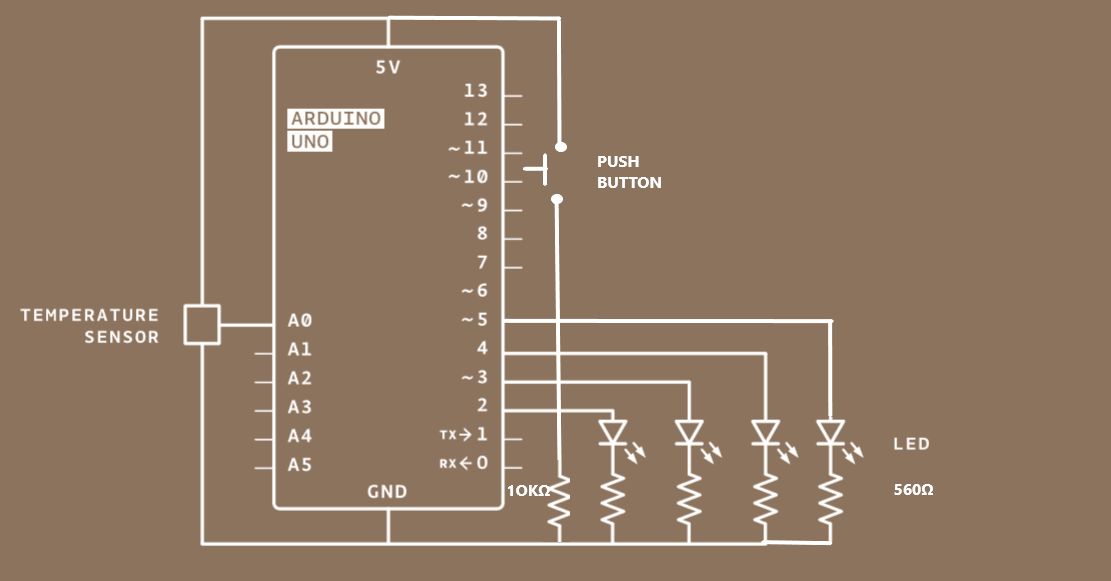 5V
ARDUINO
UNO
13
12
~11
~10
~9
8
7
~6
~5
4
~3
2
TX→1
RX←0
PUSH
BUTTON
TEMPERATURE
SENSOR
A0
A1
A2
A3
A4
A5
GND
10KΩ
LED
560Ω